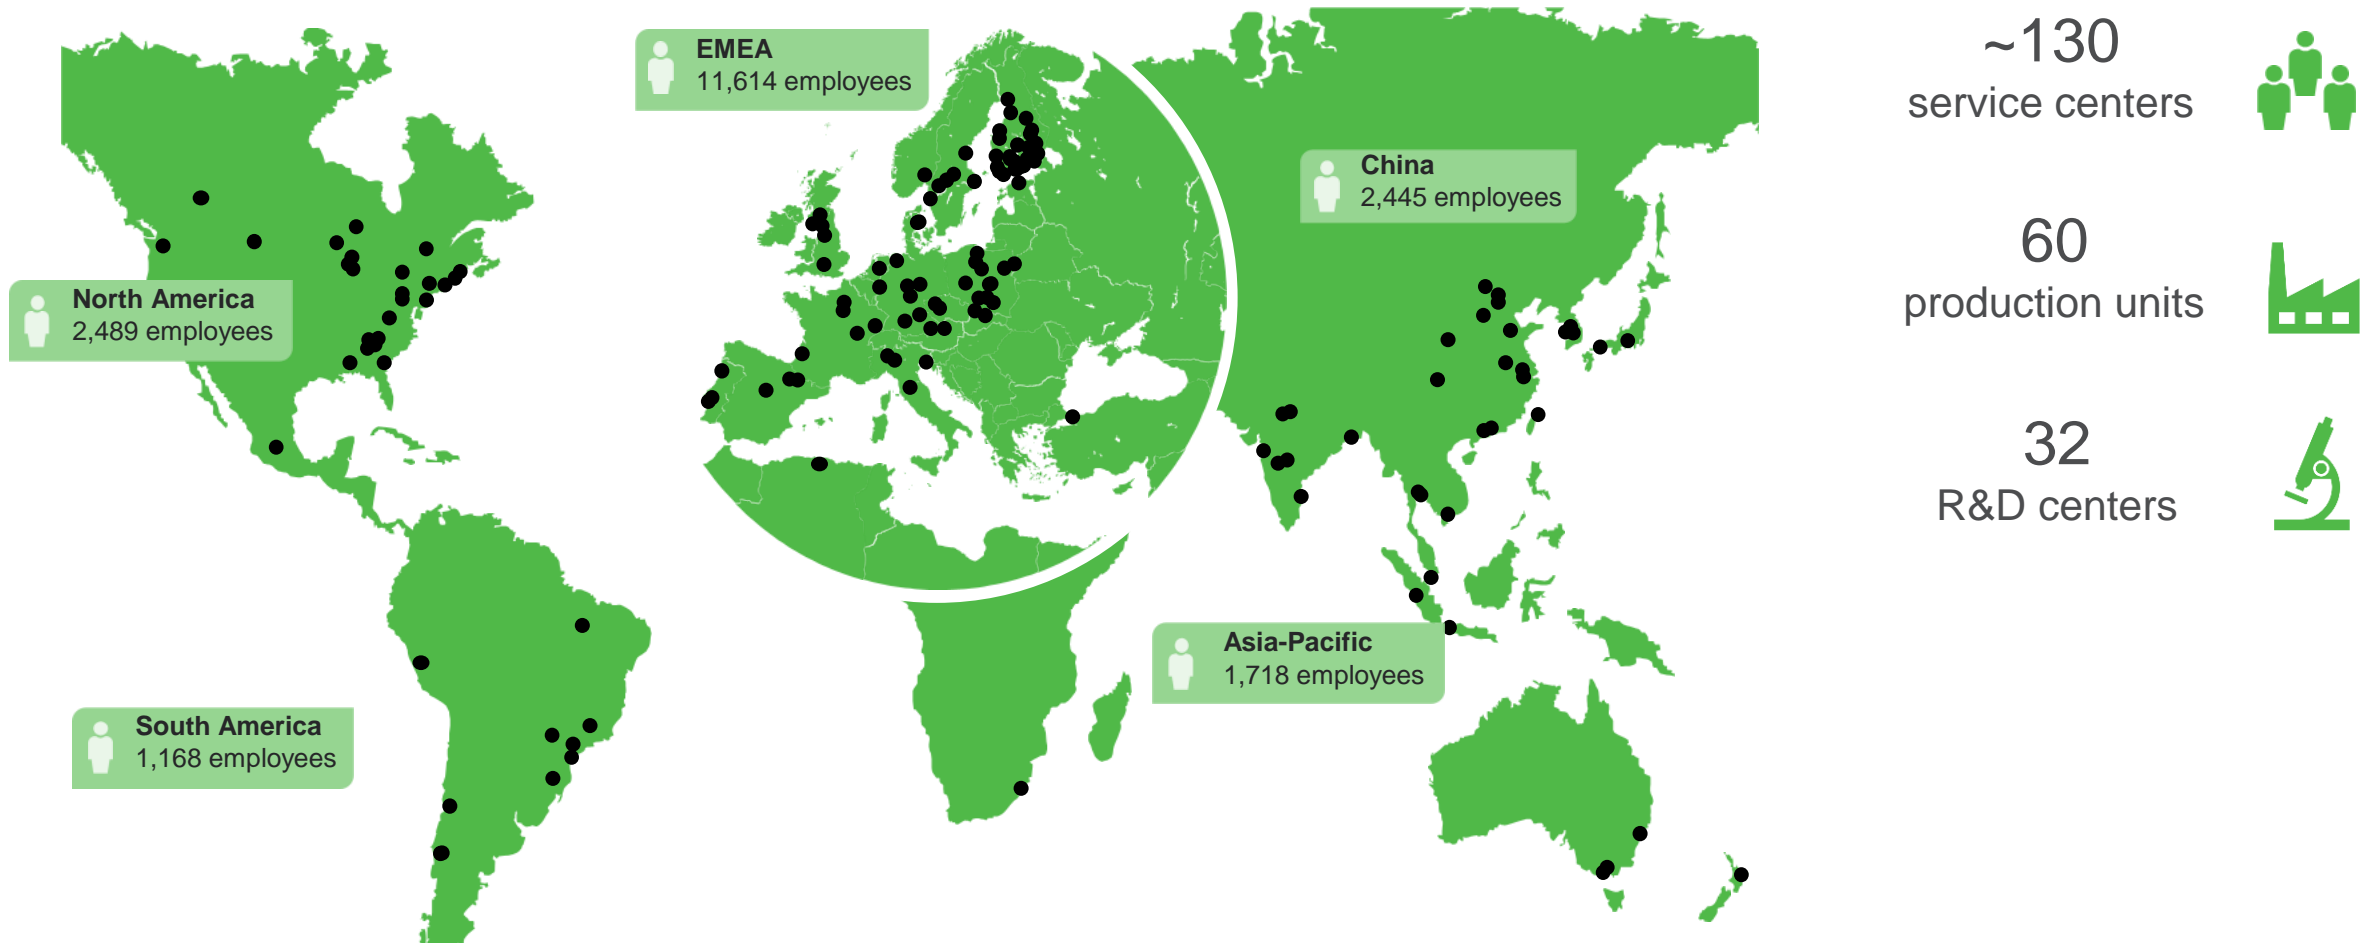 EMEA
11,614 employees
China
2,445 employees
North America
2,489 employees
Asia-Pacific
1,718 employees
South America
1,168 employees
~130
service centers
60
production units
32
R&D centers